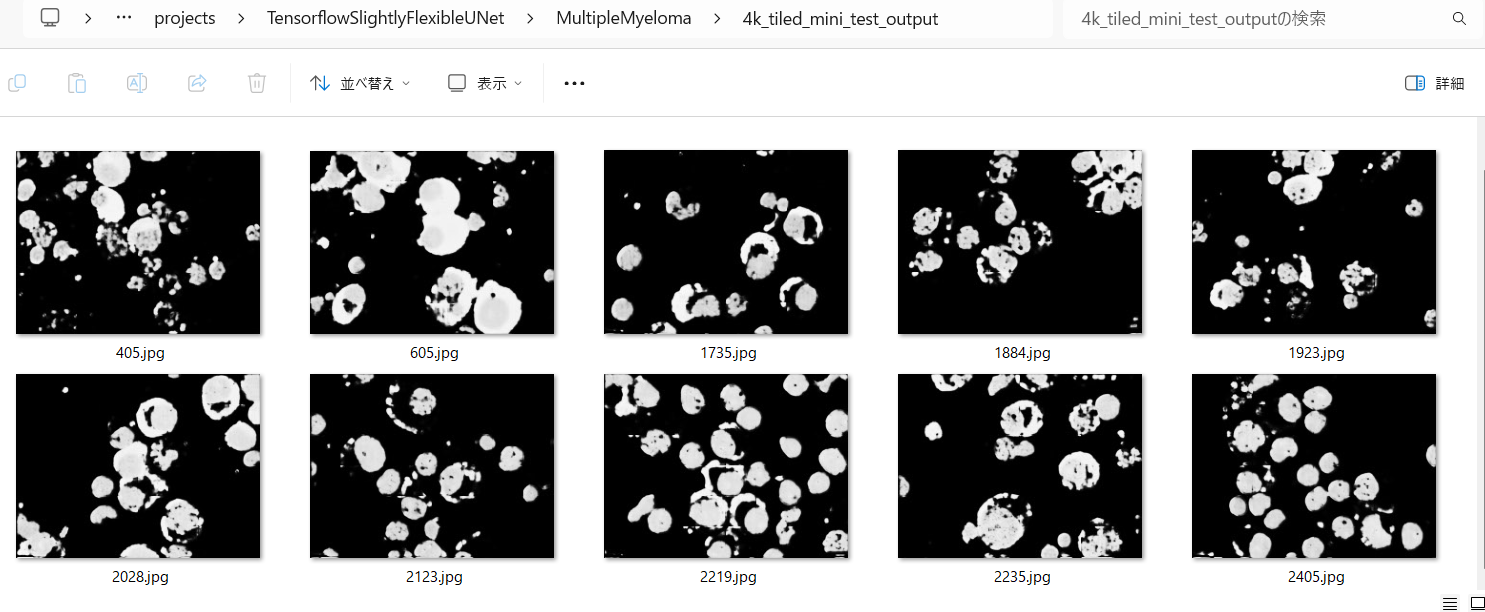 … projects > TensorflowSlightlyFlexibleUNet > MultipleMyeloma > 4k_tiled_mini_test_output
4k_tiled_mini_test_outputの検索
並べ替え 表示 … 詳細
405.jpg 605.jpg 1735.jpg 1884.jpg 1923.jpg
2028.jpg 2123.jpg 2219.jpg 2235.jpg 2405.jpg